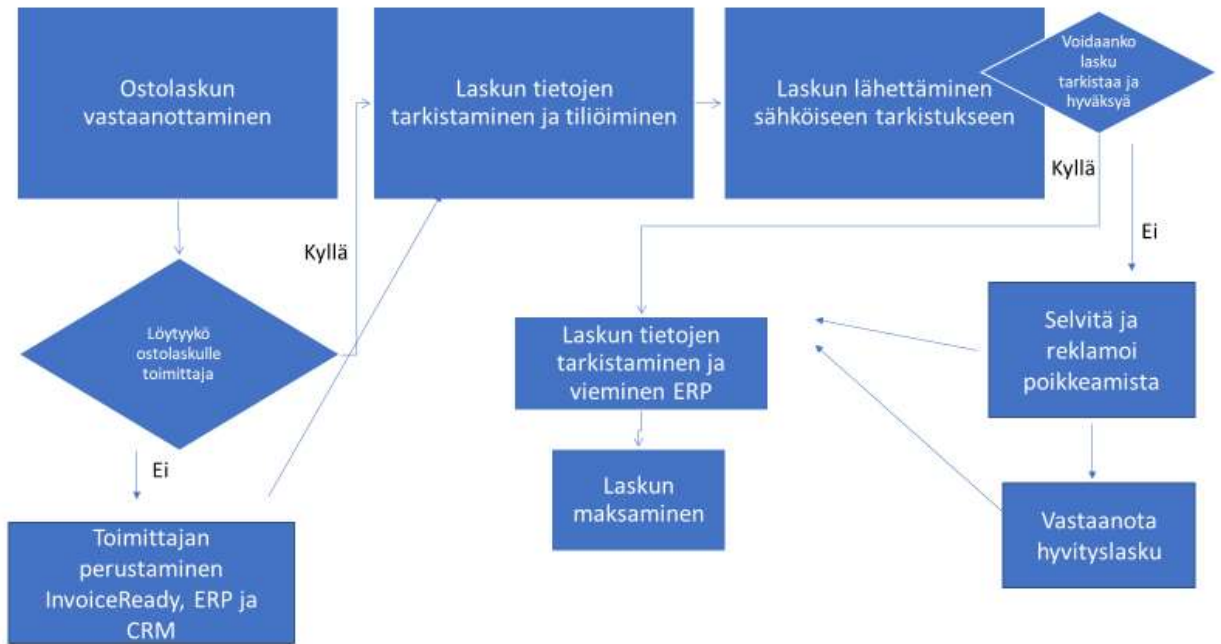 Ostolaskun
vastaanottaminen
Laskun tietojen
tarkistaminen ja tiliöiminen
Laskun lähettäminen
sähköiseen tarkistukseen
Voidaanko
lasku
tarkistaa ja
hyväksyä
Kyllä
Ei
Kyllä
Löytyykö
ostolaskulle
toimittaja
Ei
Toimittajan
perustaminen
InvoiceReady, ERP ja
CRM
Laskun tietojen
tarkistaminen ja
vieminen ERP
Laskun
maksaminen
Selvitä ja
reklamoi
poikkeamista
Vastaanota
hyvityslasku